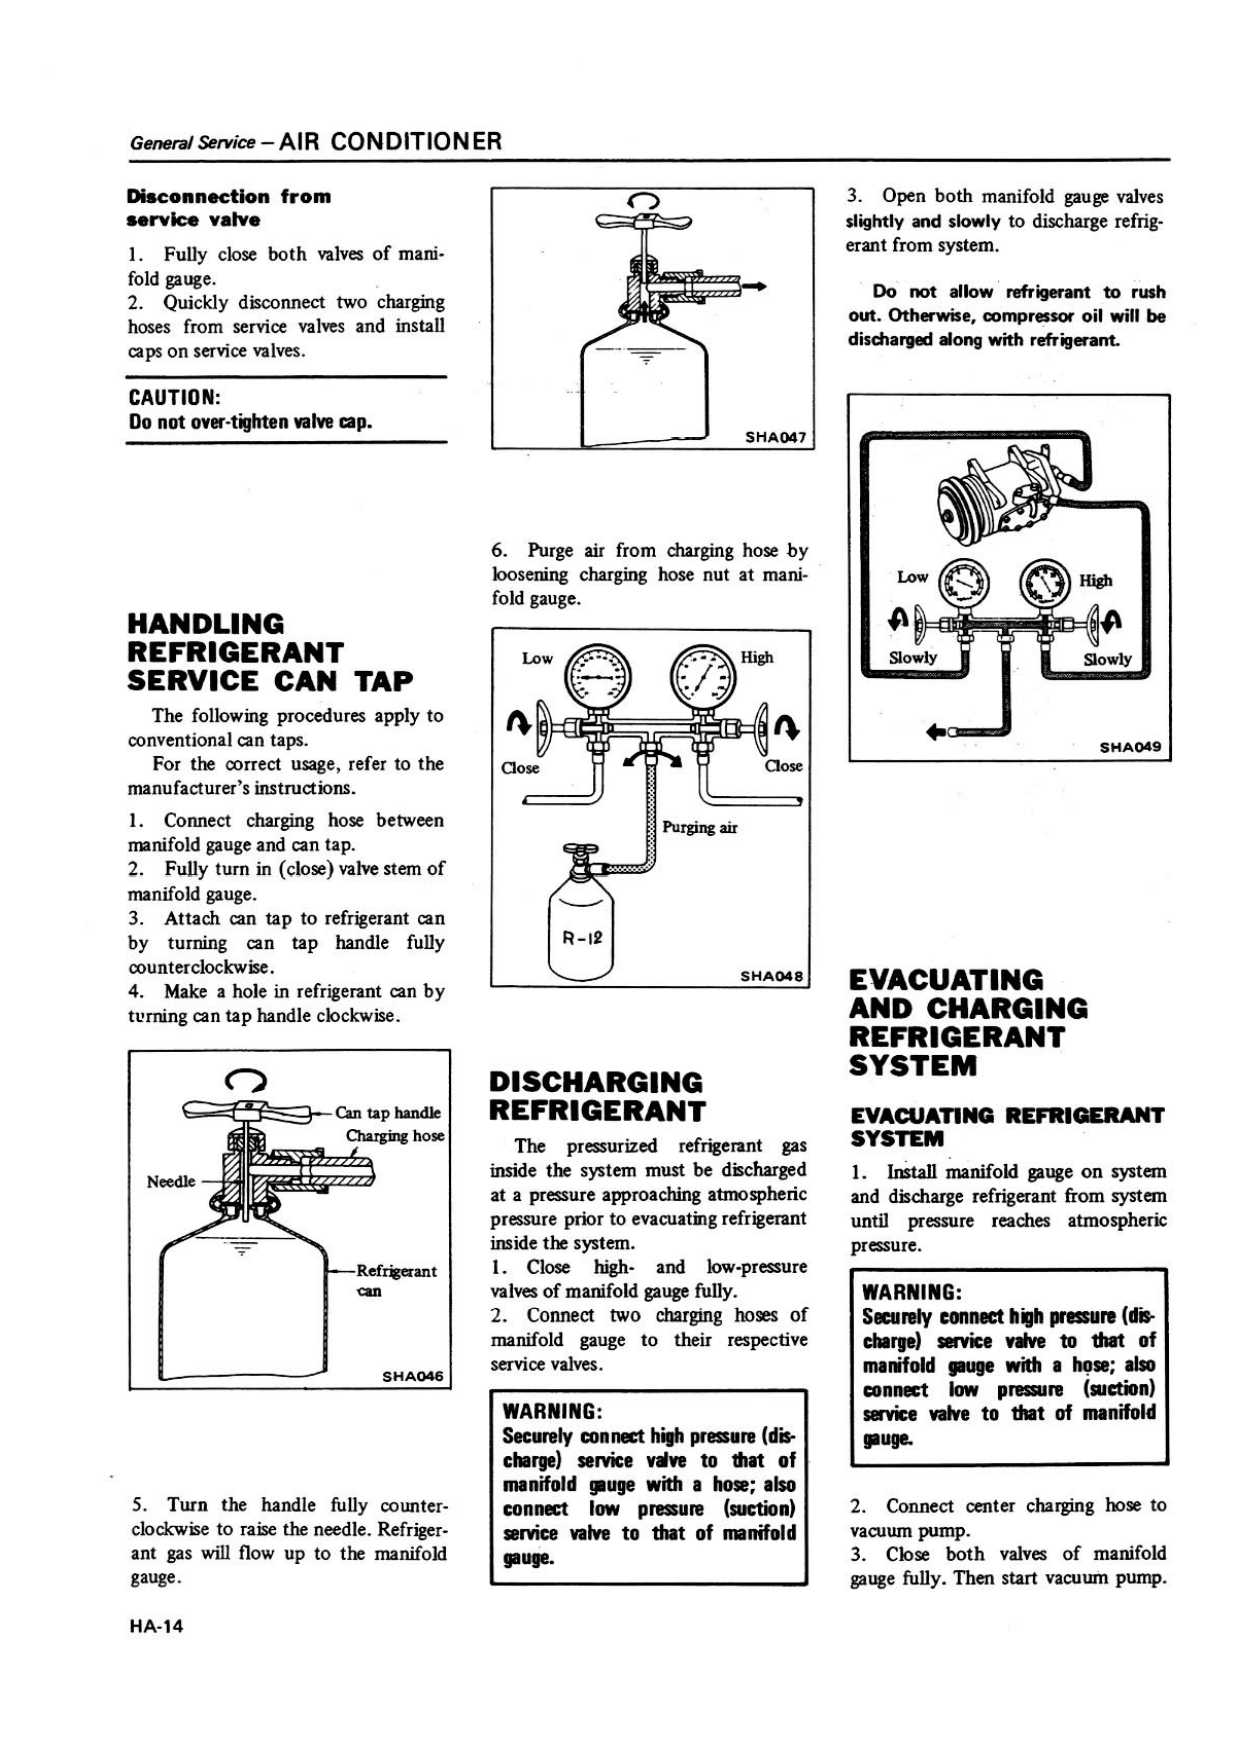 General Service – AIR CONDITIONER
Disconnection from
service valve
1. Fully close both valves of mani-
fold gauge.
2. Quickly disconnect two charging
hoses from service valves and install
caps on service valves.
CAUTION:
Do not over-tighten valve cap.
HANDLING
REFRIGERANT
SERVICE CAN TAP
The following procedures apply to
conventional can taps.
For the correct usage, refer to the
manufacturer's instructions.
1. Connect charging hose between
manifold gauge and can tap.
2. Fully turn in (close) valve stem of
manifold gauge.
3. Attach can tap to refrigerant can
by turning can tap handle fully
counterclockwise.
4. Make a hole in refrigerant can by
turning can tap handle clockwise.
Can tap handle
Charging hose
Needle
Refrigerant
can
SHA046
5. Turn the handle fully counter-
clockwise to raise the needle. Refriger-
ant gas will flow up to the manifold
gauge.
SHA047
6. Purge air from charging hose by
loosening charging hose nut at mani-
fold gauge.
Low
High
Close
Close
Purging air
R-12
SHA048
DISCHARGING
REFRIGERANT
The pressurized refrigerant gas
inside the system must be discharged
at a pressure approaching atmospheric
pressure prior to evacuating refrigerant
inside the system.
1. Close high- and low-pressure
valves of manifold gauge fully.
2. Connect two charging hoses of
manifold gauge to their respective
service valves.
WARNING:
Securely connect high pressure (dis-
charge) service valve to that of
manifold gauge with a hose; also
connect low pressure (suction)
service valve to that of manifold
gauge.
3. Open both manifold gauge valves
slightly and slowly to discharge refrig-
erant from system.
Do not allow refrigerant to rush
out. Otherwise, compressor oil will be
discharged along with refrigerant.
Low
High
Slowly
Slowly
SHA049
EVACUATING
AND CHARGING
REFRIGERANT
SYSTEM
EVACUATING REFRIGERANT
SYSTEM
1. Install manifold gauge on system
and discharge refrigerant from system
until pressure reaches atmospheric
pressure.
WARNING:
Securely connect high pressure (dis-
charge) service valve to that of
manifold gauge with a hose; also
connect low pressure (suction)
service valve to that of manifold
gauge.
2. Connect center charging hose to
vacuum pump.
3. Close both valves of manifold
gauge fully. Then start vacuum pump.
HA-14